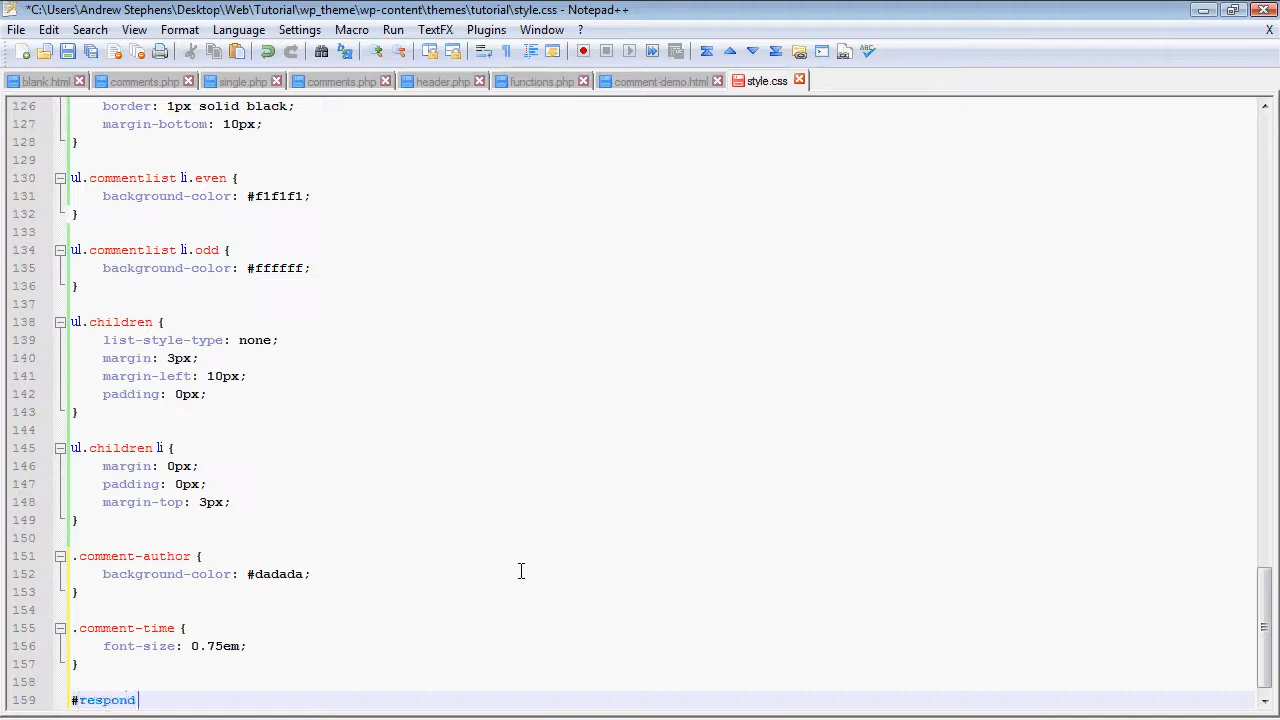 *C:\Users\Andrew Stephens\Desktop\Web\Tutorial\wp_theme\wp-content\themes\tutorial\style.css - Notepad++
File Edit Search View Format Language Settings Macro Run TextFX Plugins Window ? X
blank.html comments.php single.php comments.php header.php functions.php comment-demo.html style.css
126 border: 1px solid black;
127 margin-bottom: 10px;
128 }
129
130 ul.commentlist li.even {
131 background-color: #f1f1f1;
132 }
133
134 ul.commentlist li.odd {
135 background-color: #ffffff;
136 }
137
138 ul.children {
139 list-style-type: none;
140 margin: 3px;
141 margin-left: 10px;
142 padding: 0px;
143 }
144
145 ul.children li {
146 margin: 0px;
147 padding: 0px;
148 margin-top: 3px;
149 }
150
151 .comment-author {
152 background-color: #dadada;
153 }
154
155 .comment-time {
156 font-size: 0.75em;
157 }
158
159 #respond